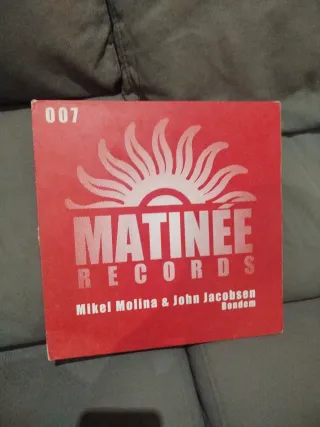 007
MATINÉE
RECORDS
Mikel Molina & John Jacobsen
Bondem